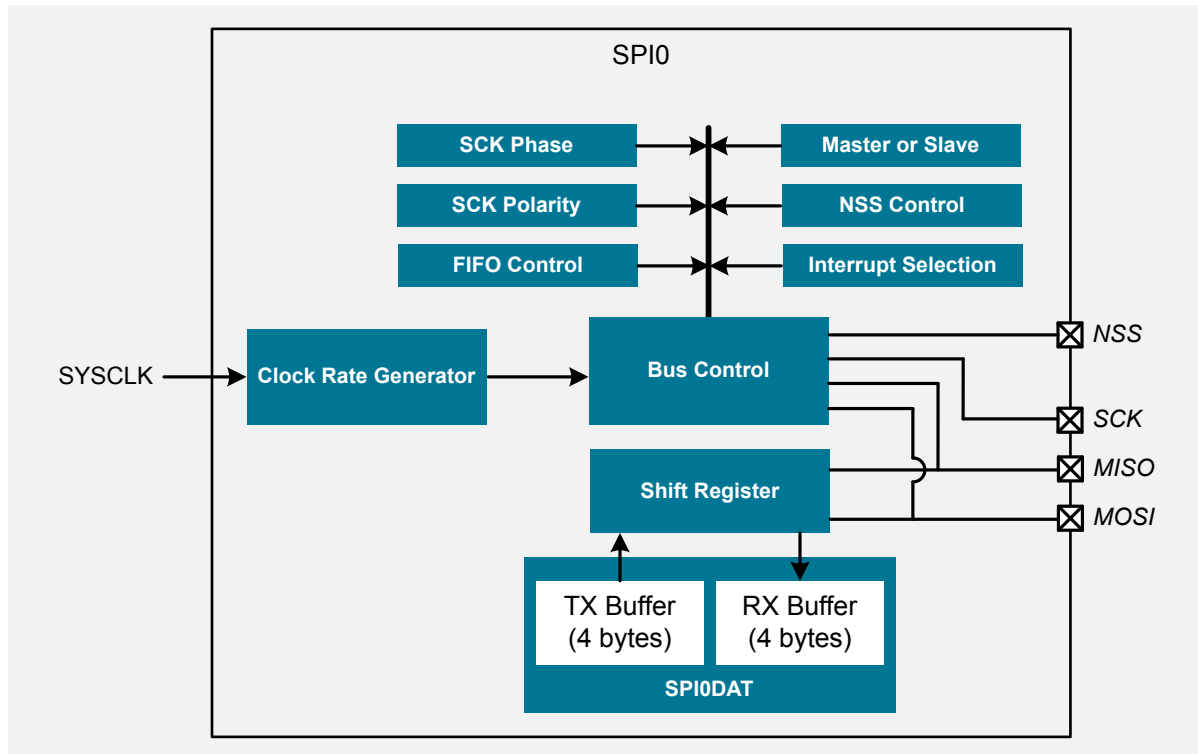 SPI0
SCK Phase
Master or Slave
SCK Polarity
NSS Control
FIFO Control
Interrupt Selection
SYSCLK
Clock Rate Generator
Bus Control
NSS
SCK
Shift Register
MISO
MOSI
TX Buffer
(4 bytes)
RX Buffer
(4 bytes)
SPI0DAT